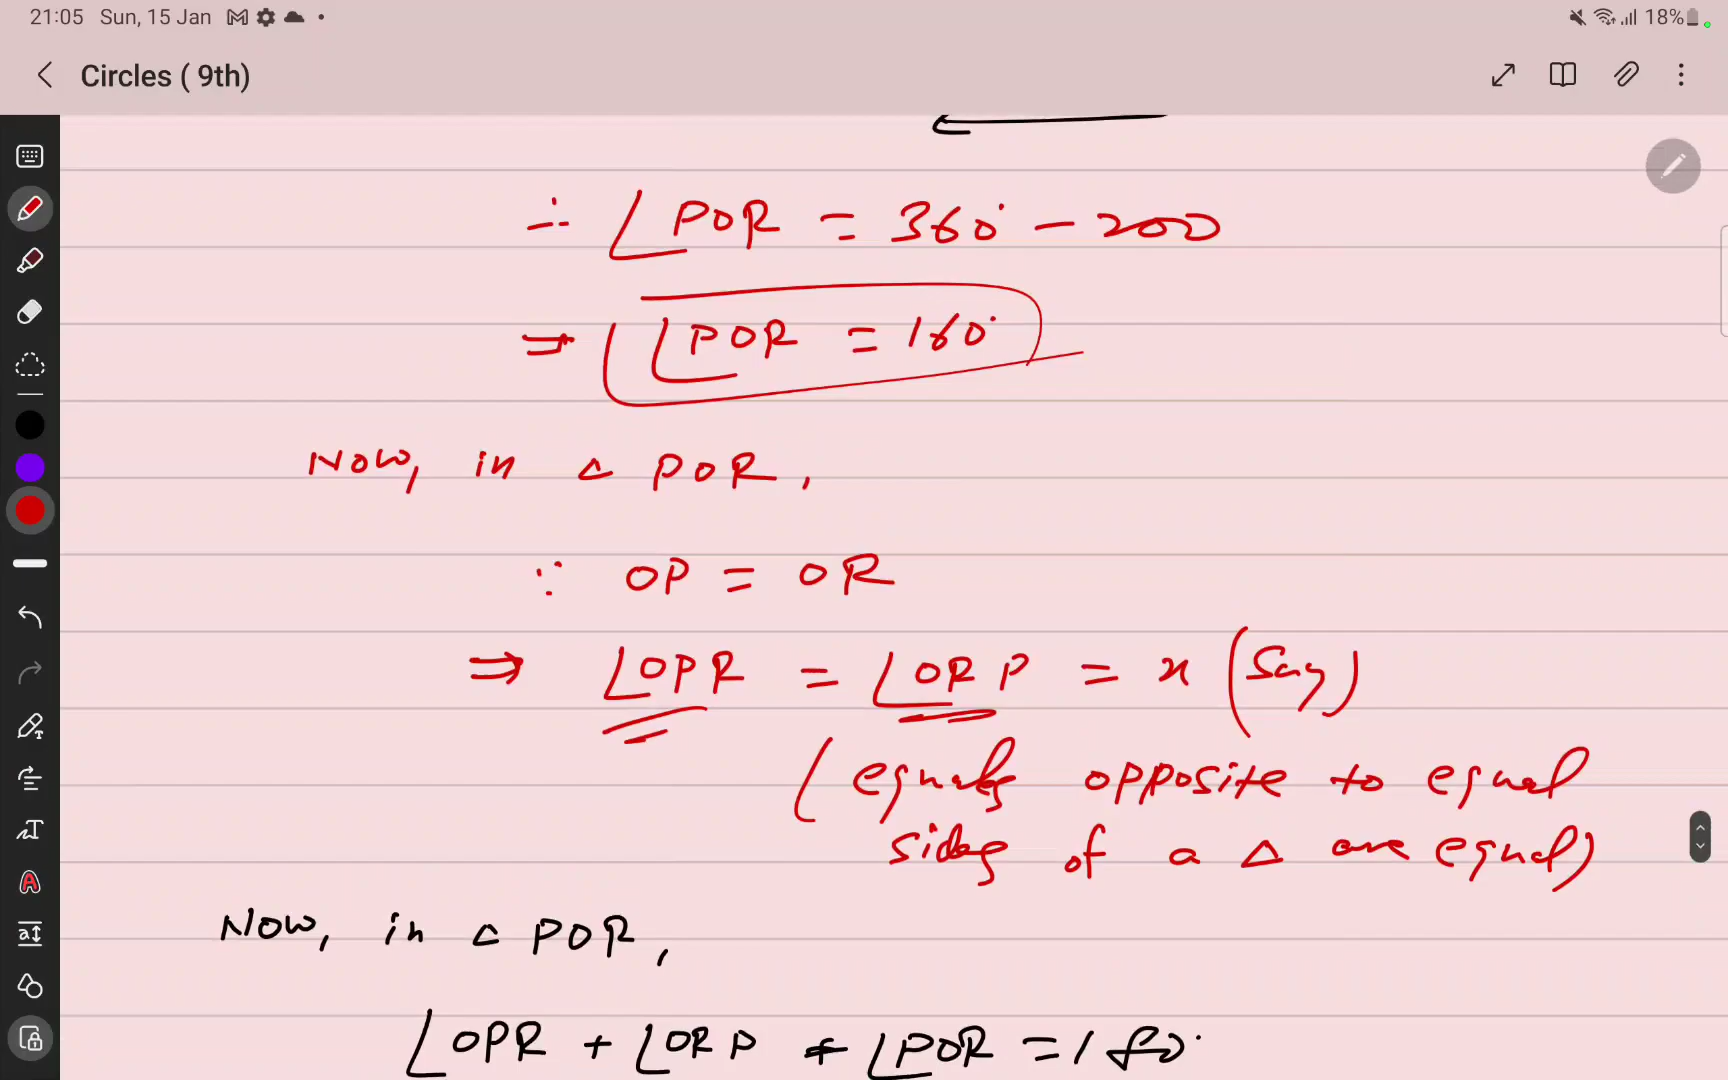 21:05 Sun, 15 Jan 18%
Circles ( 9th)
∴ ∠POR = 360° - 200
⇒ ∠POR = 160°
Now, in △ POR,
∵ OP = OR
⇒ ∠OPR = ∠ORP = x (Say)
( equals opposite to equal
sides of a △ are equal)
Now, in △ POR,
∠OPR + ∠ORP + ∠POR = 180°